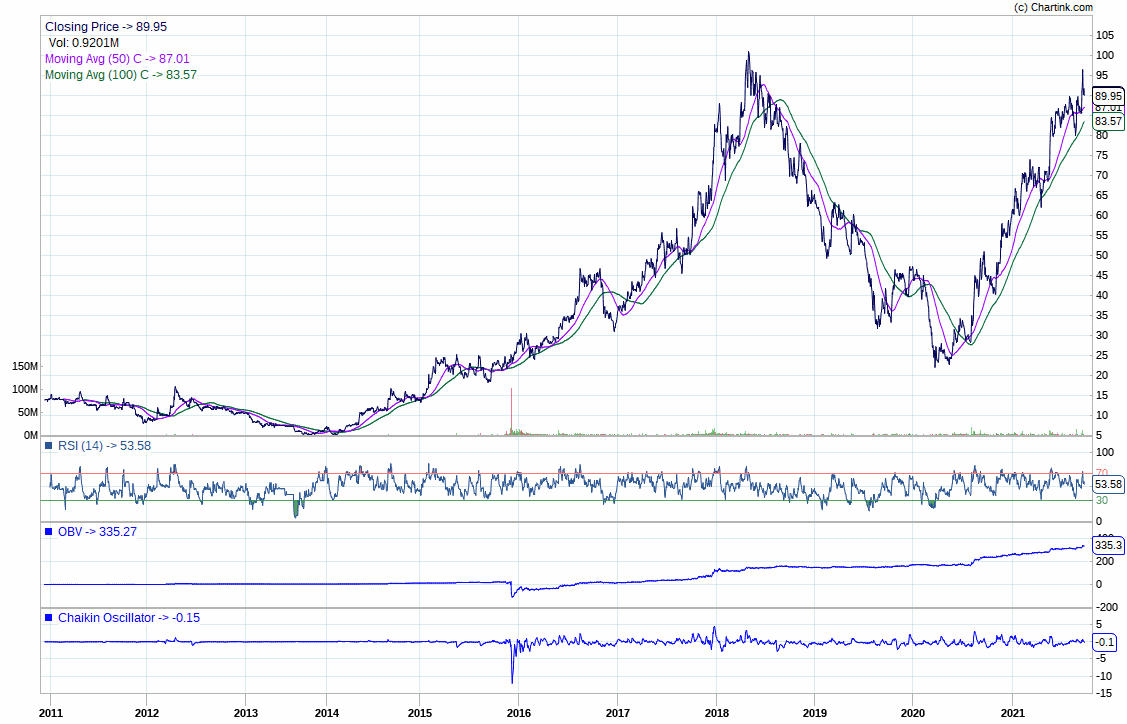 (c) Chartink.com
Closing Price -> 89.95
Vol: 0.9201M
Moving Avg (50) C -> 87.01
Moving Avg (100) C -> 83.57
105
100
95
89.95
87.01
83.57
80
75
70
65
60
55
50
45
40
35
30
25
20
15
10
5
150M
100M
50M
0M
RSI (14) -> 53.58
100
70
53.58
30
0
OBV -> 335.27
400
335.3
200
0
-200
Chaikin Oscillator -> -0.15
5
-0.1
-5
-10
-15
2011 2012 2013 2014 2015 2016 2017 2018 2019 2020 2021